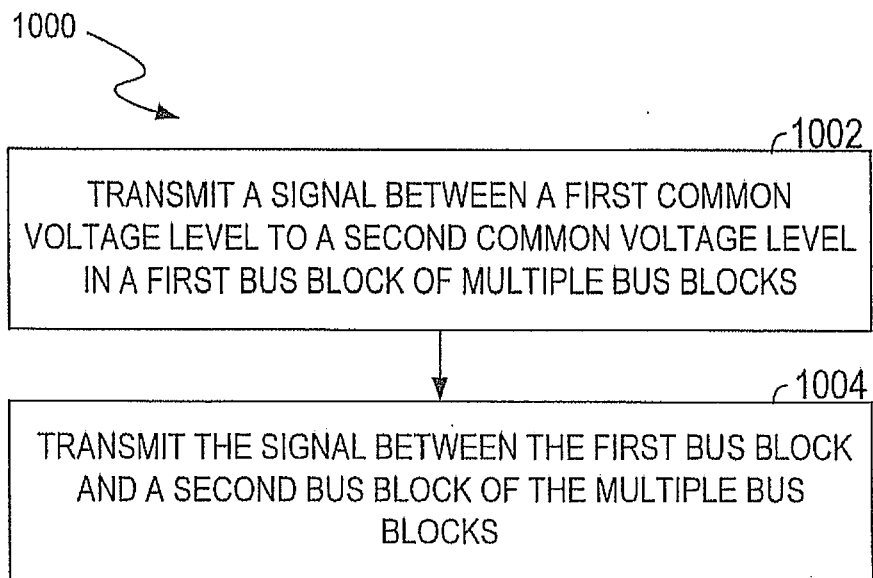 1000
1002
TRANSMIT A SIGNAL BETWEEN A FIRST COMMON
VOLTAGE LEVEL TO A SECOND COMMON VOLTAGE LEVEL
IN A FIRST BUS BLOCK OF MULTIPLE BUS BLOCKS
1004
TRANSMIT THE SIGNAL BETWEEN THE FIRST BUS BLOCK
AND A SECOND BUS BLOCK OF THE MULTIPLE BUS
BLOCKS